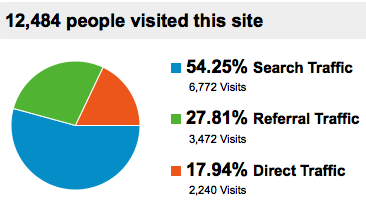 12,484 people visited this site
54.25% Search Traffic
6,772 Visits
27.81% Referral Traffic
3,472 Visits
17.94% Direct Traffic
2,240 Visits